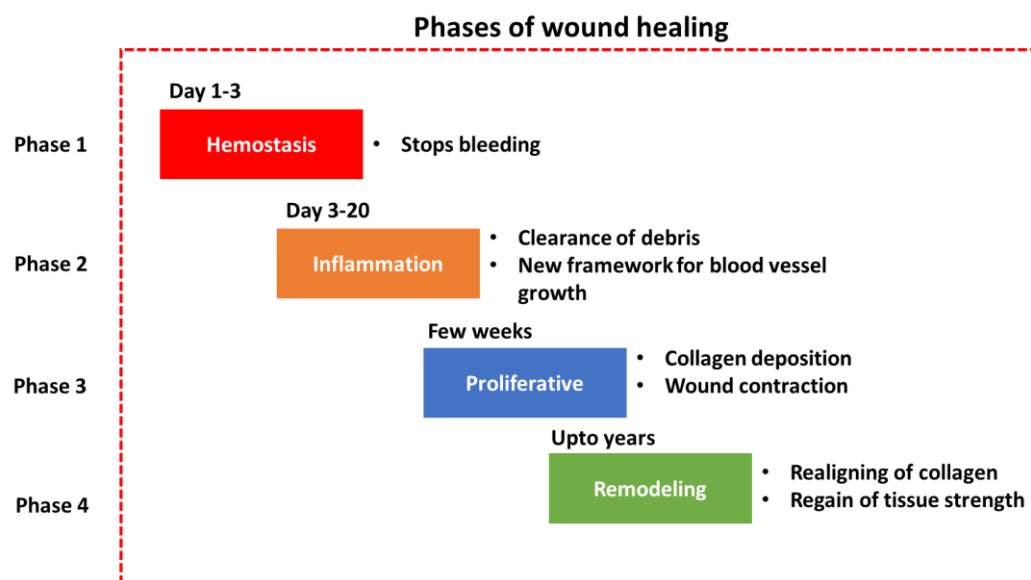 Phases of wound healing
Day 1-3
Phase 1
Hemostasis
• Stops bleeding
Day 3-20
Phase 2
Inflammation
• Clearance of debris
• New framework for blood vessel
growth
Few weeks
Phase 3
Proliferative
• Collagen deposition
• Wound contraction
Upto years
Phase 4
Remodeling
• Realigning of collagen
• Regain of tissue strength